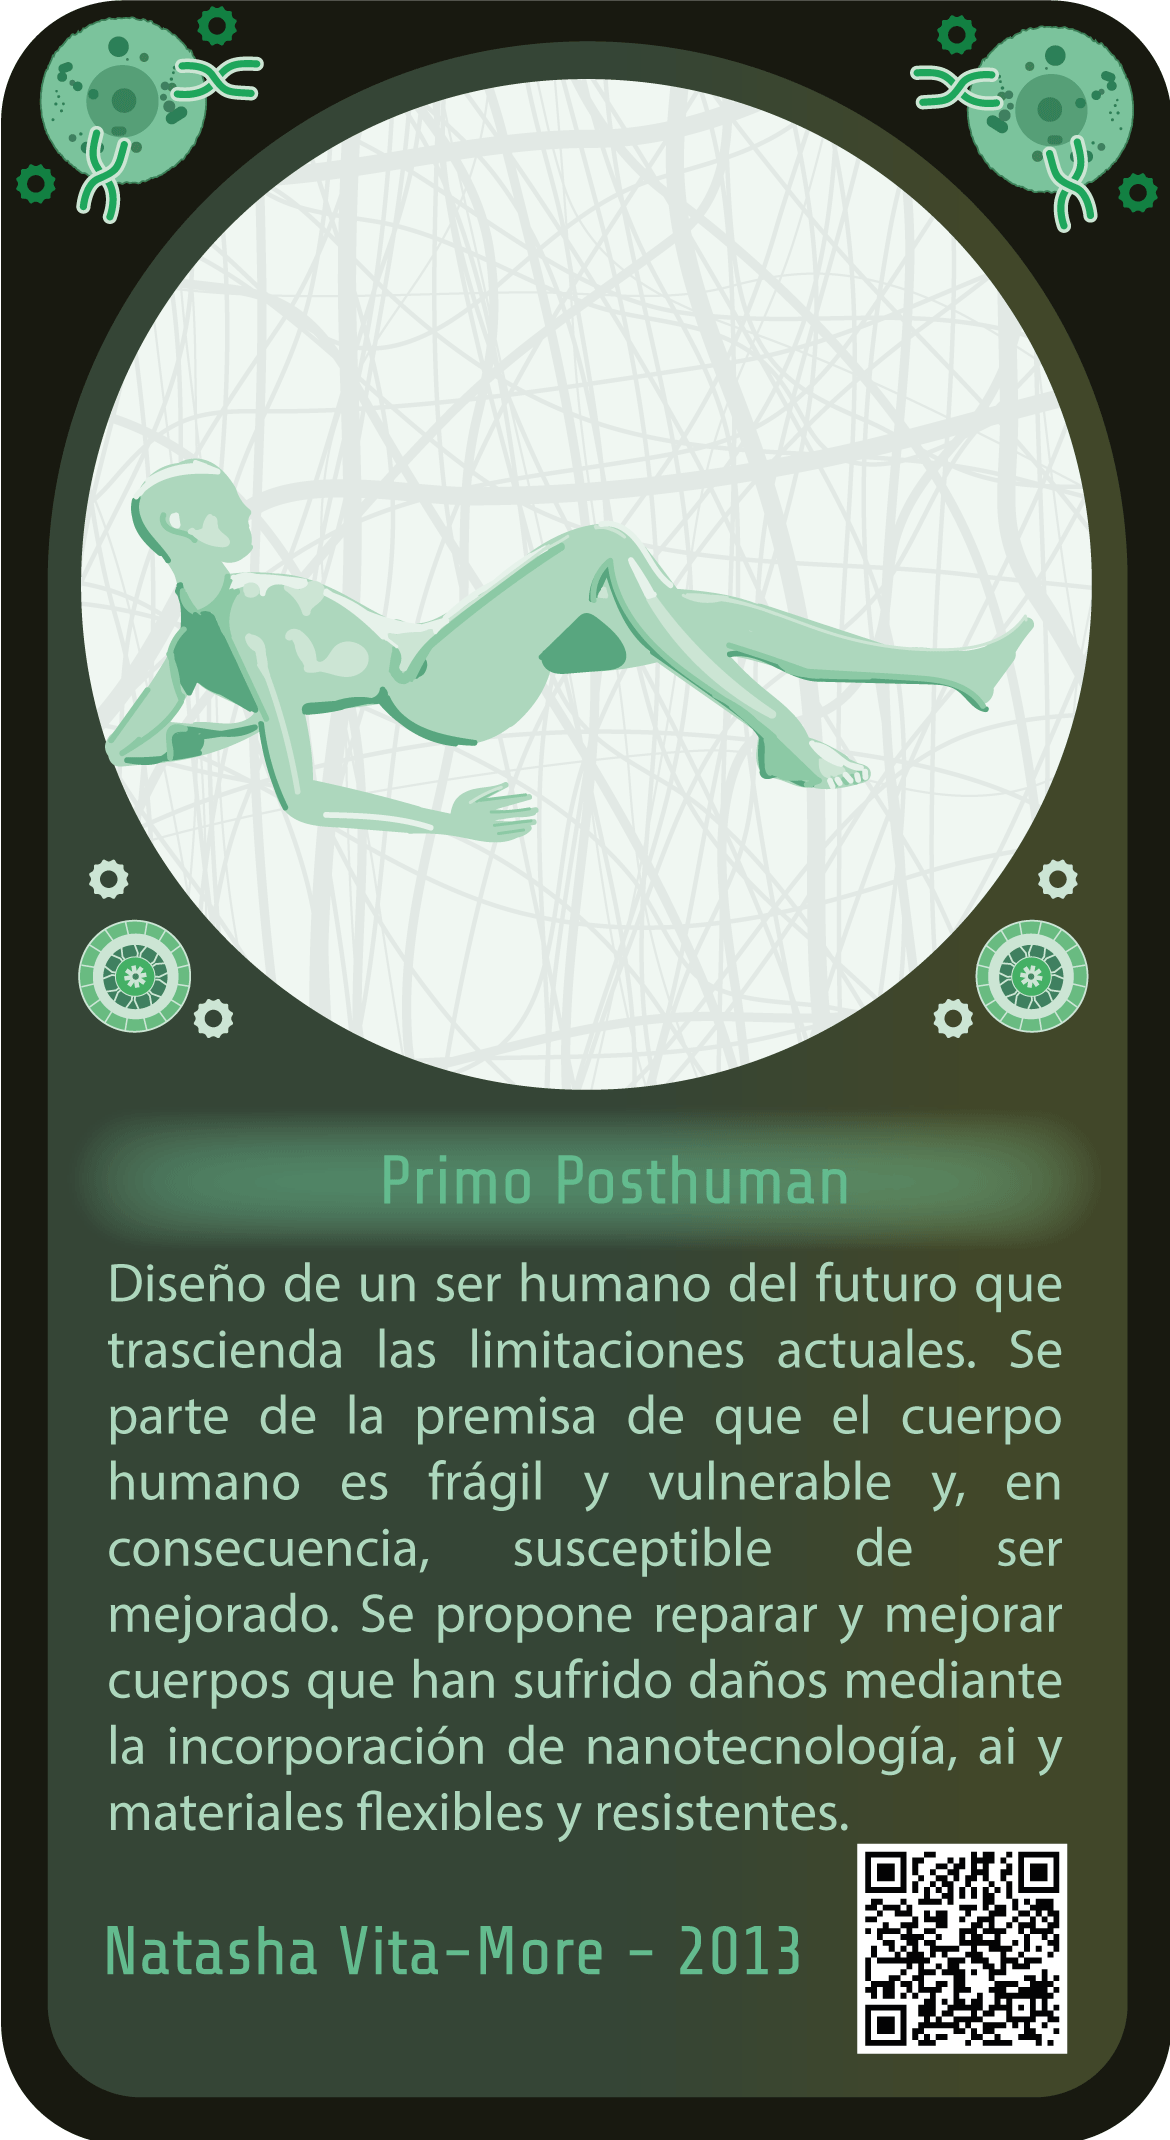 Primo Posthuman
Diseño de un ser humano del futuro que
trascienda las limitaciones actuales. Se
parte de la premisa de que el cuerpo
humano es frágil y vulnerable y, en
consecuencia, susceptible de ser
mejorado. Se propone reparar y mejorar
cuerpos que han sufrido daños mediante
la incorporación de nanotecnología, ai y
materiales flexibles y resistentes.
Natasha Vita-More - 2013